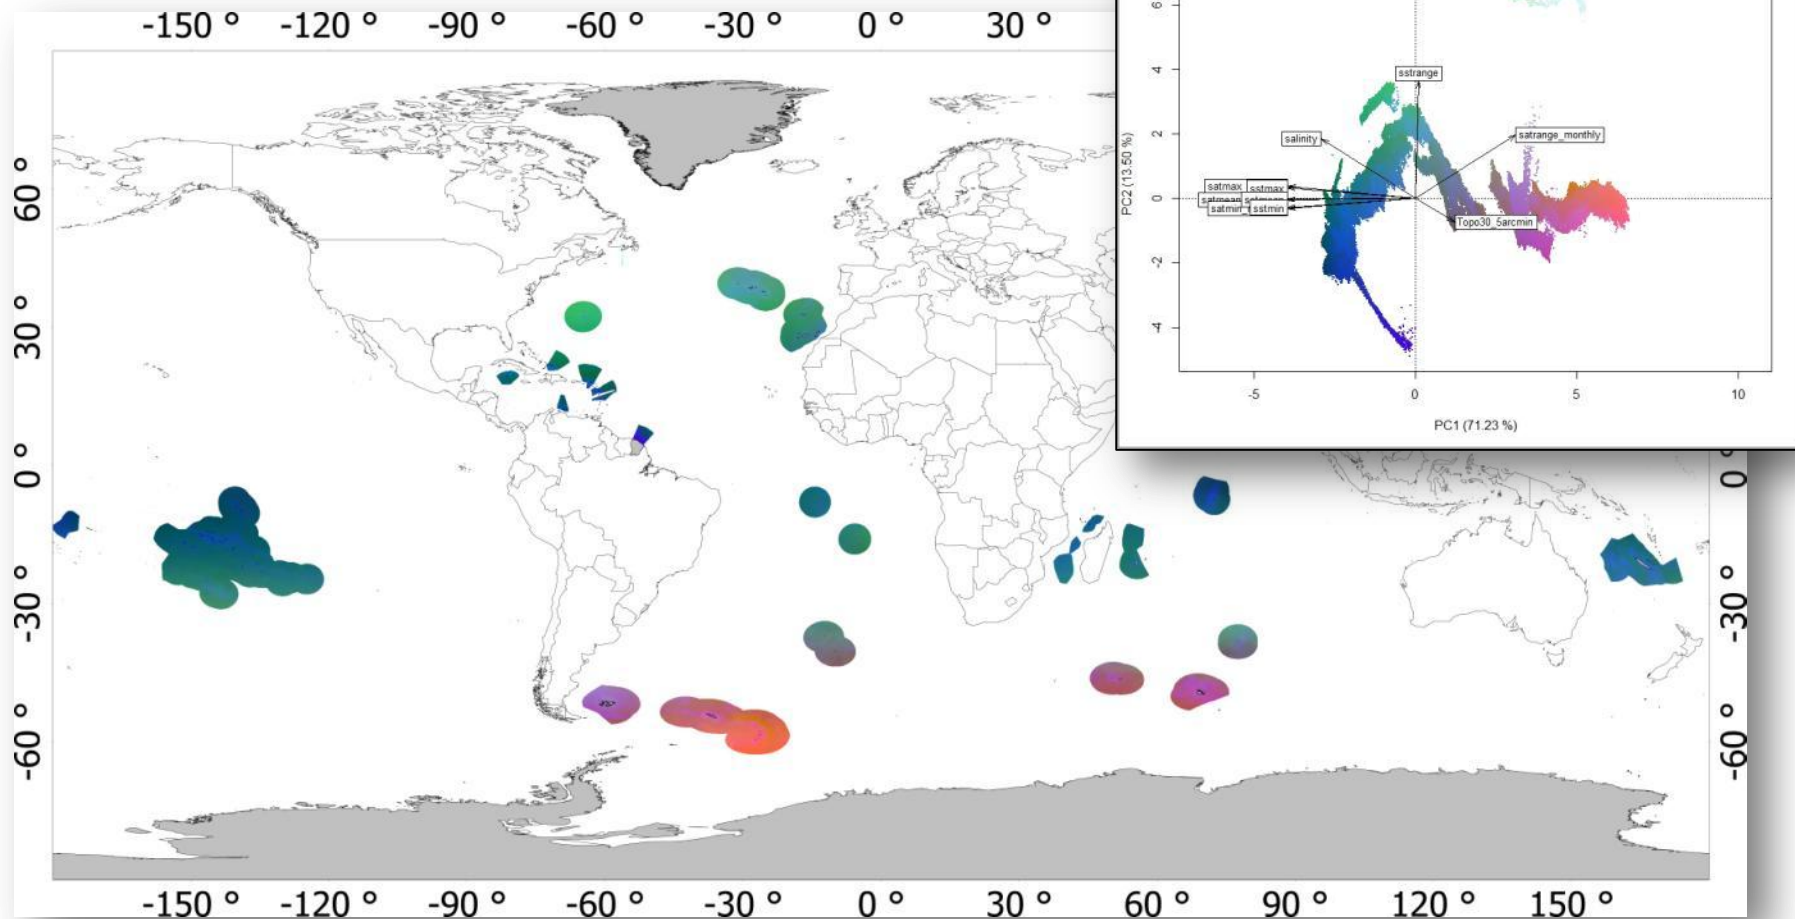 -150 ° -120 ° -90 ° -60 ° -30 ° 0 ° 30 °
6
4
2
0
-2
-4
PC2 (13.50 %)
sstrange
salinity
satrange_monthly
satmax sstmax
satmean
satmin sstmin
Topo30_5arcmin
-5 0 5 10
PC1 (71.23 %)
60 °
30 °
0 °
-30 °
-60 °
0 °
-30 °
-60 °
-150 ° -120 ° -90 ° -60 ° -30 ° 0 ° 30 ° 60 ° 90 ° 120 ° 150 °